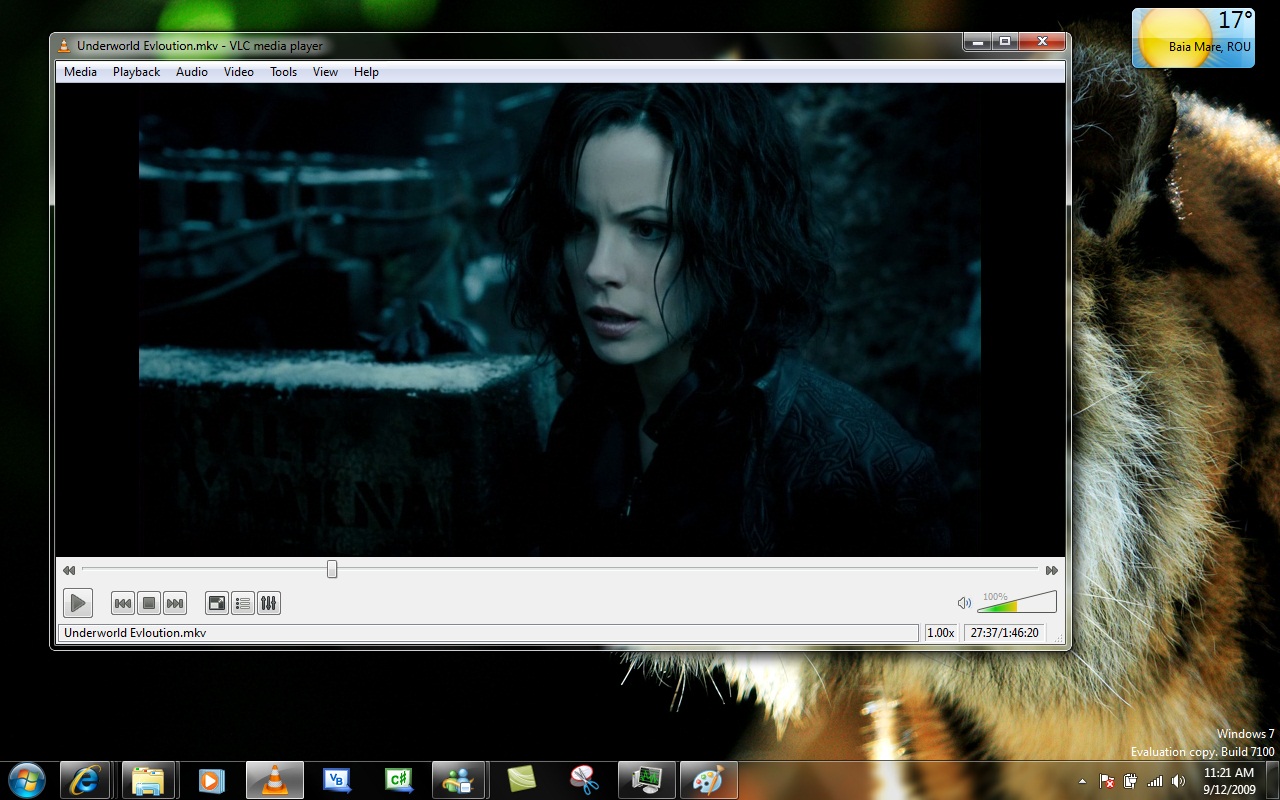 17°
Baia Mare, ROU
Underworld Evloution.mkv - VLC media player
Media Playback Audio Video Tools View Help
100%
Underworld Evloution.mkv 1.00x 27:37/1:46:20
Windows 7
Evaluation copy. Build 7100
VB C#
11:21 AM
9/12/2009